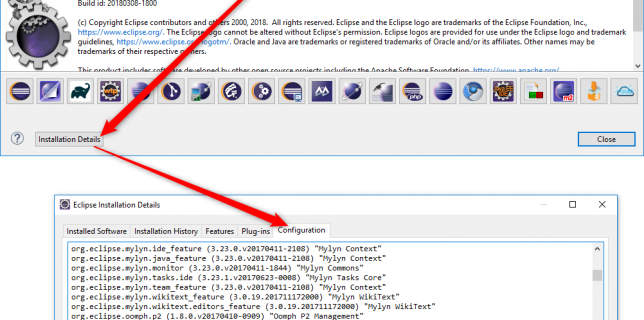 Build id: 20180308-1800
(c) Copyright Eclipse contributors and others 2000, 2018. All rights reserved. Eclipse and the Eclipse logo are trademarks of the Eclipse Foundation, Inc.,
https://www.eclipse.org/. The Eclipse logo cannot be altered without Eclipse's permission. Eclipse logos are provided for use under the Eclipse logo and trademark
guidelines, https://www.eclipse.org/logotm/. Oracle and Java are trademarks or registered trademarks of Oracle and/or its affiliates. Other names may be
trademarks of their respective owners.
This product includes software developed by other open source projects including the Apache Software Foundation, https://www.apache.org/
wtp
php
m2
Installation Details
Close
Eclipse Installation Details
Installed Software Installation History Features Plug-ins Configuration
org.eclipse.mylyn.ide_feature (3.23.0.v20170411-2108) "Mylyn Context"
org.eclipse.mylyn.java_feature (3.23.0.v20170411-2108) "Mylyn Context"
org.eclipse.mylyn.monitor (3.23.0.v20170411-1844) "Mylyn Commons"
org.eclipse.mylyn.tasks.ide (3.23.1.v20170623-0008) "Mylyn Tasks Core"
org.eclipse.mylyn.team_feature (3.23.0.v20170411-2108) "Mylyn Context"
org.eclipse.mylyn.wikitext_feature (3.0.19.201711172000) "Mylyn WikiText"
org.eclipse.mylyn.wikitext.editors_feature (3.0.19.201711172000) "Mylyn WikiText"
org.eclipse.oomph.p2 (1.8.0.v20170410-0909) "Oomph P2 Management"